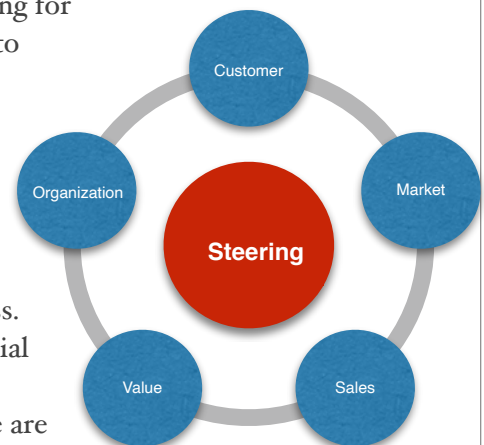 ng for
to
Customer
Organization
Market
Steering
s.
ial
Value
Sales
e are